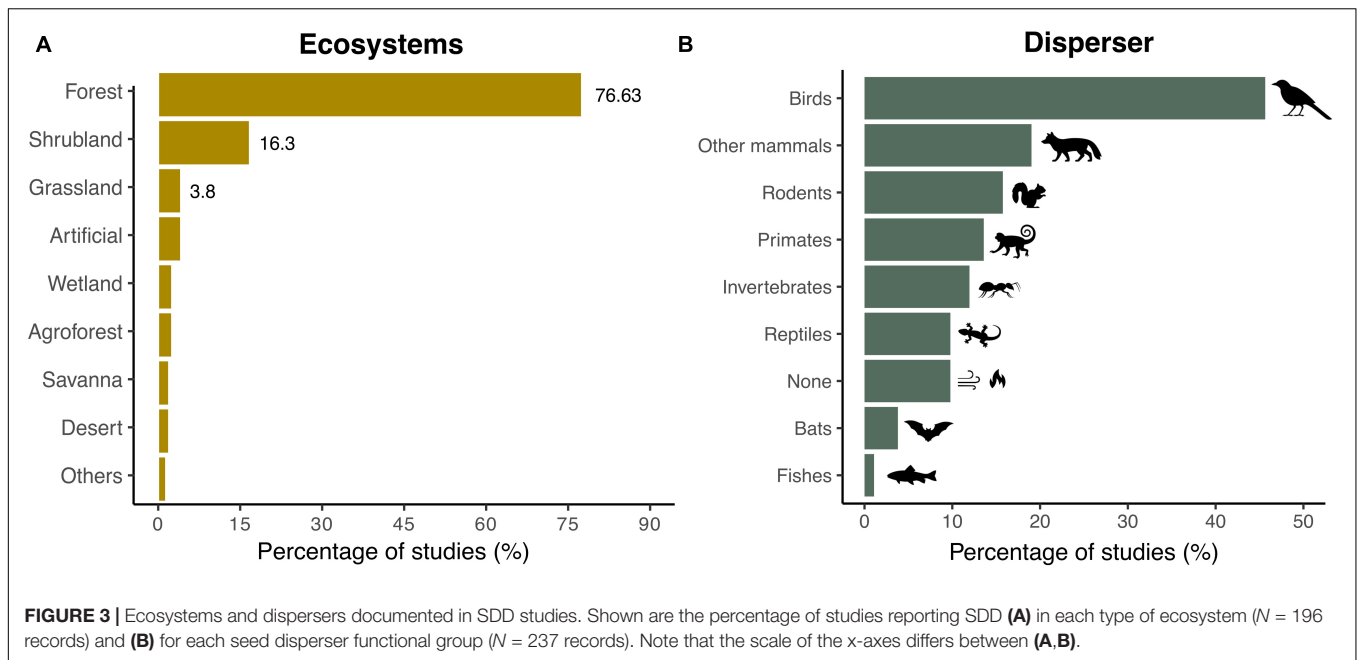 A
Ecosystems
Forest
76.63
Shrubland
16.3
Grassland
3.8
Artificial
Wetland
Agroforest
Savanna
Desert
Others
0 15 30 45 60 75 90
Percentage of studies (%)
B
Disperser
Birds
Other mammals
Rodents
Primates
Invertebrates
Reptiles
None
Bats
Fishes
0 10 20 30 40 50
Percentage of studies (%)
FIGURE 3 | Ecosystems and dispersers documented in SDD studies. Shown are the percentage of studies reporting SDD (A) in each type of ecosystem (N = 196
records) and (B) for each seed disperser functional group (N = 237 records). Note that the scale of the x-axes differs between (A,B).